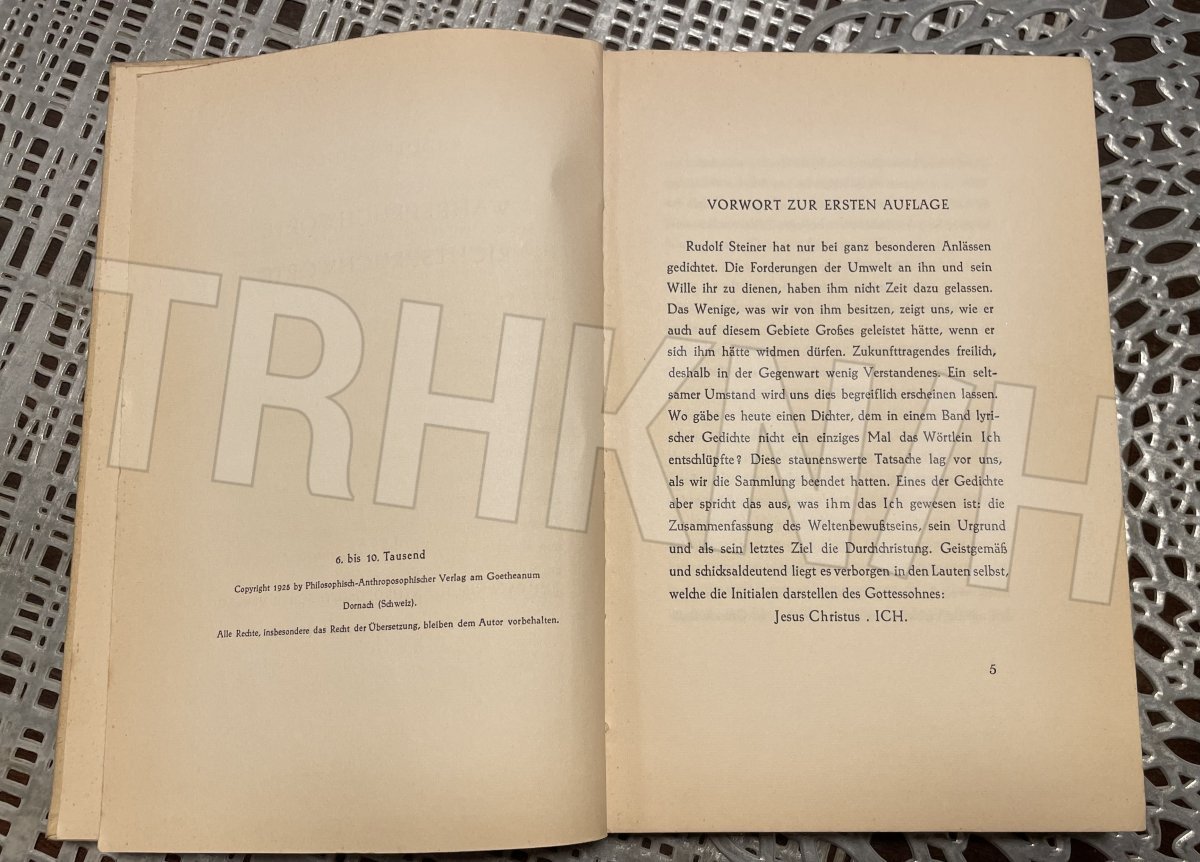 6. bis 10. Tausend
Copyright 1925 by Philosophisch-Anthroposophischer Verlag am Goetheanum
Dornach (Schweiz).
Alle Rechte, insbesondere das Recht der Übersetzung, bleiben dem Autor vorbehalten.
VORWORT ZUR ERSTEN AUFLAGE
Rudolf Steiner hat nur bei ganz besonderen Anlässen
gedichtet. Die Forderungen der Umwelt an ihn und sein
Wille ihr zu dienen, haben ihm nicht Zeit dazu gelassen.
Das Wenige, was wir von ihm besitzen, zeigt uns, wie er
auch auf diesem Gebiete Großes geleistet hätte, wenn er
sich ihm hätte widmen dürfen. Zukunfttragendes freilich,
deshalb in der Gegenwart wenig Verstandenes. Ein selt-
samer Umstand wird uns dies begreiflich erscheinen lassen.
Wo gäbe es heute einen Dichter, dem in einem Band lyri-
scher Gedichte nicht ein einziges Mal das Wörtlein Ich
entschlüpfte? Diese staunenswerte Tatsache lag vor uns,
als wir die Sammlung beendet hatten. Eines der Gedichte
aber spricht das aus, was ihm das Ich gewesen ist: die
Zusammenfassung des Weltenbewußtseins, sein Urgrund
und als sein letztes Ziel die Durchchristung. Geistgemäß
und schicksaldeutend liegt es verborgen in den Lauten selbst,
welche die Initialen darstellen des Gottessohnes:
Jesus Christus . ICH.
5